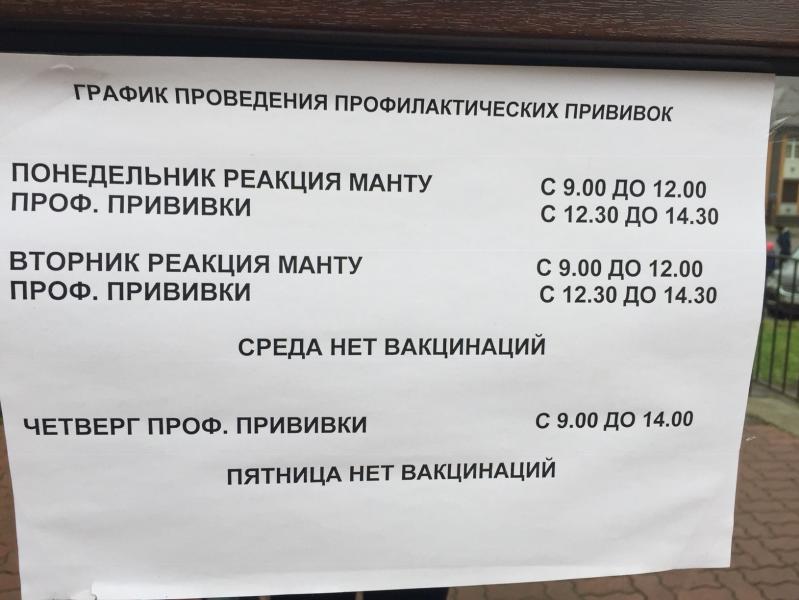 ГРАФИК ПРОВЕДЕНИЯ ПРОФИЛАКТИЧЕСКИХ ПРИВИВОК
ПОНЕДЕЛЬНИК РЕАКЦИЯ МАНТУ С 9.00 ДО 12.00
ПРОФ. ПРИВИВКИ С 12.30 ДО 14.30
ВТОРНИК РЕАКЦИЯ МАНТУ С 9.00 ДО 12.00
ПРОФ. ПРИВИВКИ С 12.30 ДО 14.30
СРЕДА НЕТ ВАКЦИНАЦИЙ
ЧЕТВЕРГ ПРОФ. ПРИВИВКИ С 9.00 ДО 14.00
ПЯТНИЦА НЕТ ВАКЦИНАЦИЙ